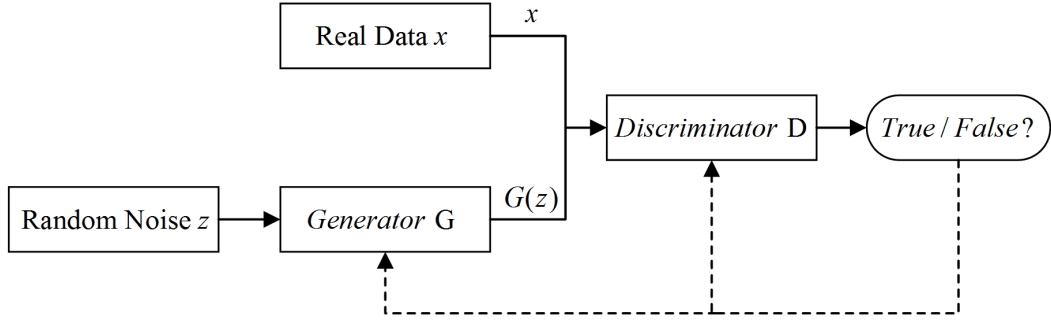 x
Real Data x
Discriminator D
True / False?
G(z)
Random Noise z
Generator G